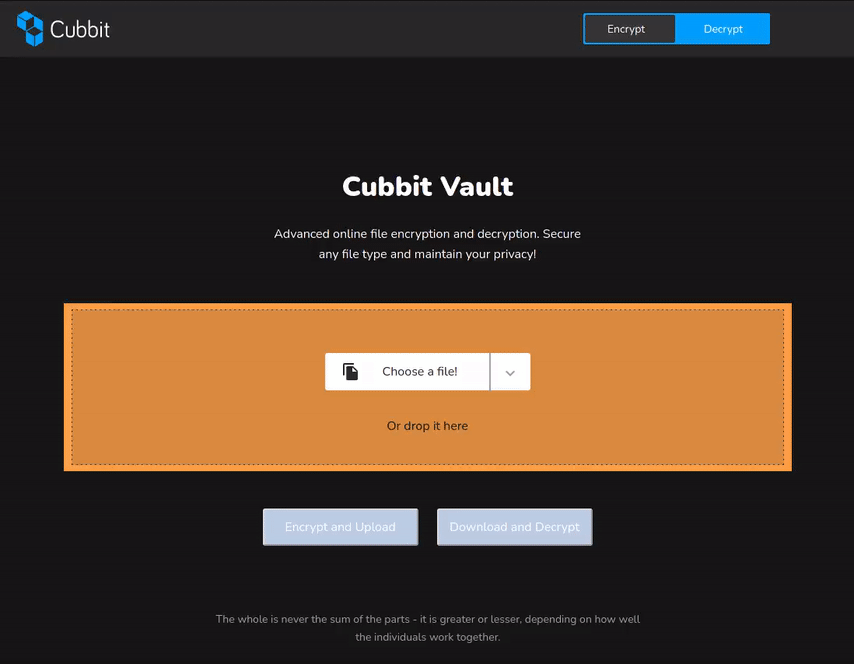 Cubbit
Encrypt
Decrypt
Cubbit Vault
Advanced online file encryption and decryption. Secure
any file type and maintain your privacy!
Choose a file!
Or drop it here
Encrypt and Upload
Download and Decrypt
The whole is never the sum of the parts - it is greater or lesser, depending on how well
the individuals work together.